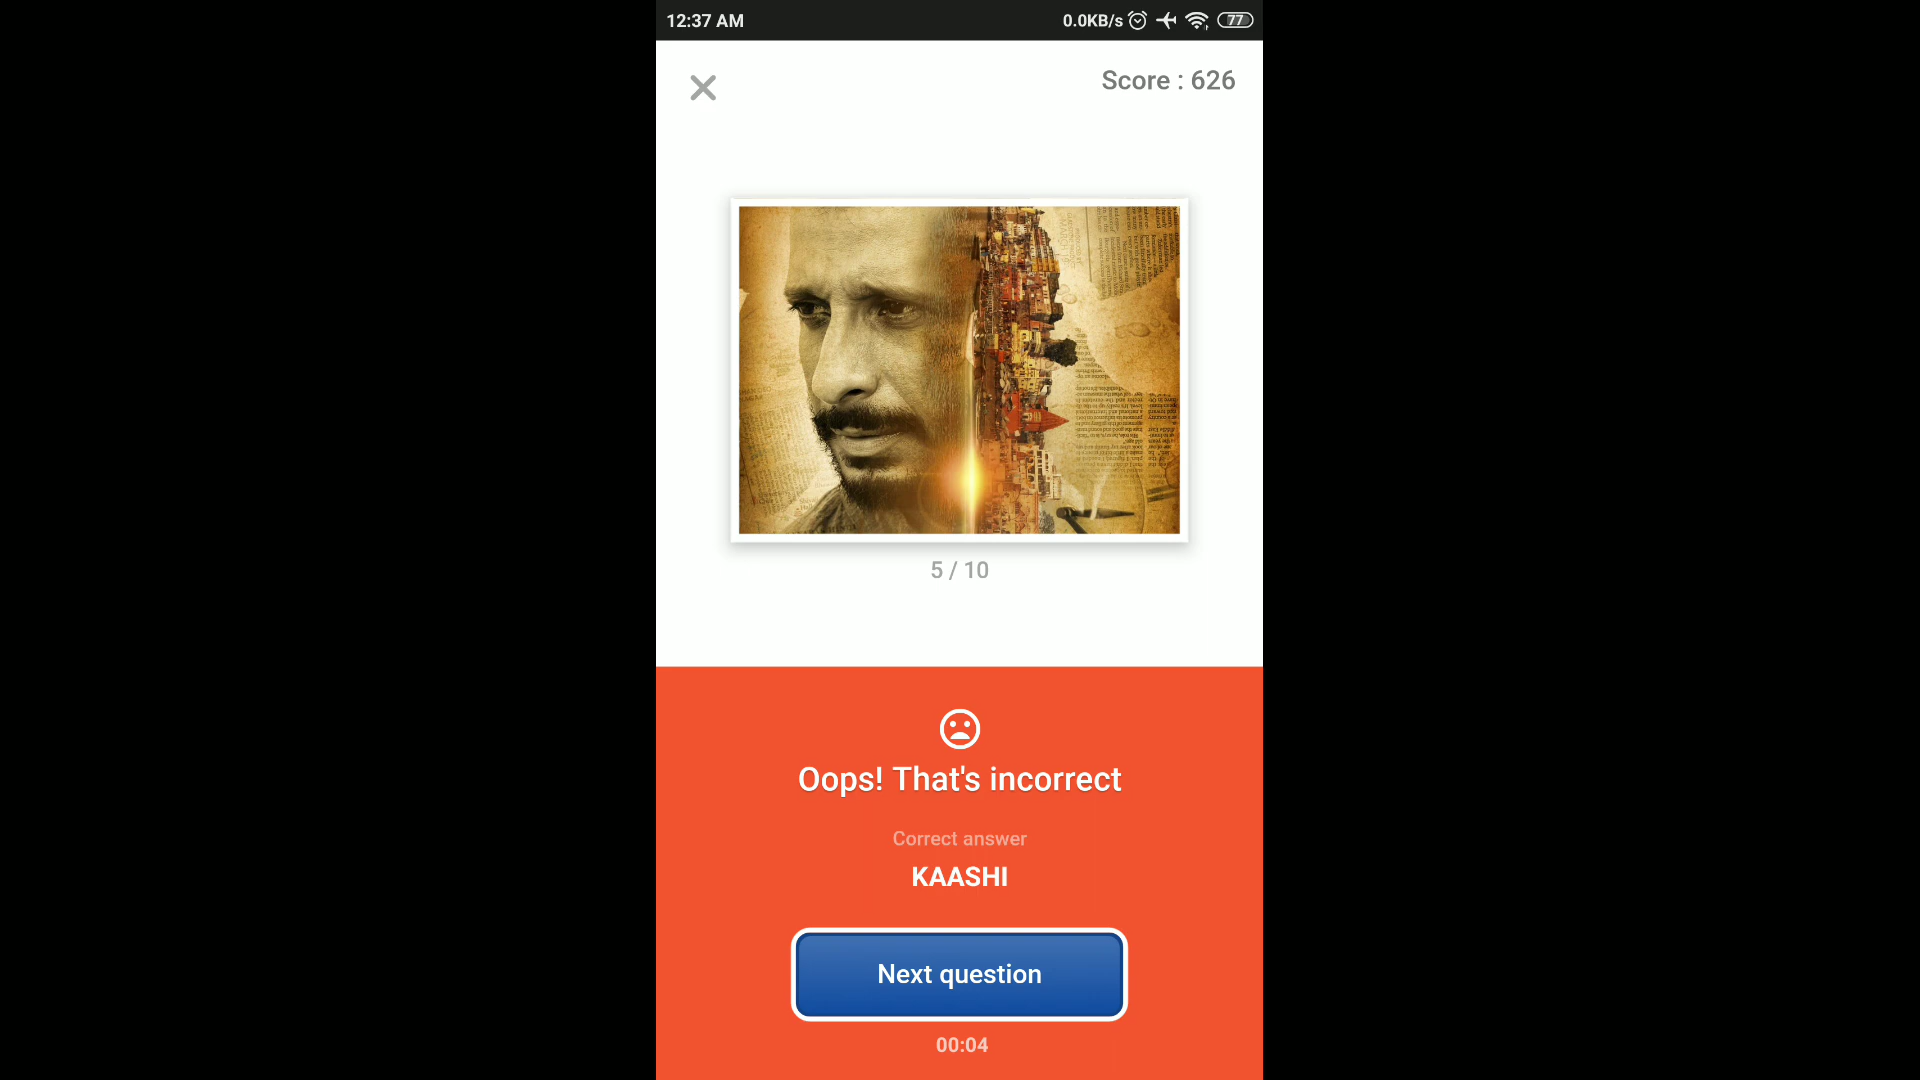 12:37 AM
0.0KB/s
77
Score : 626
5 / 10
Oops! That's incorrect
Correct answer
KAASHI
Next question
00:04